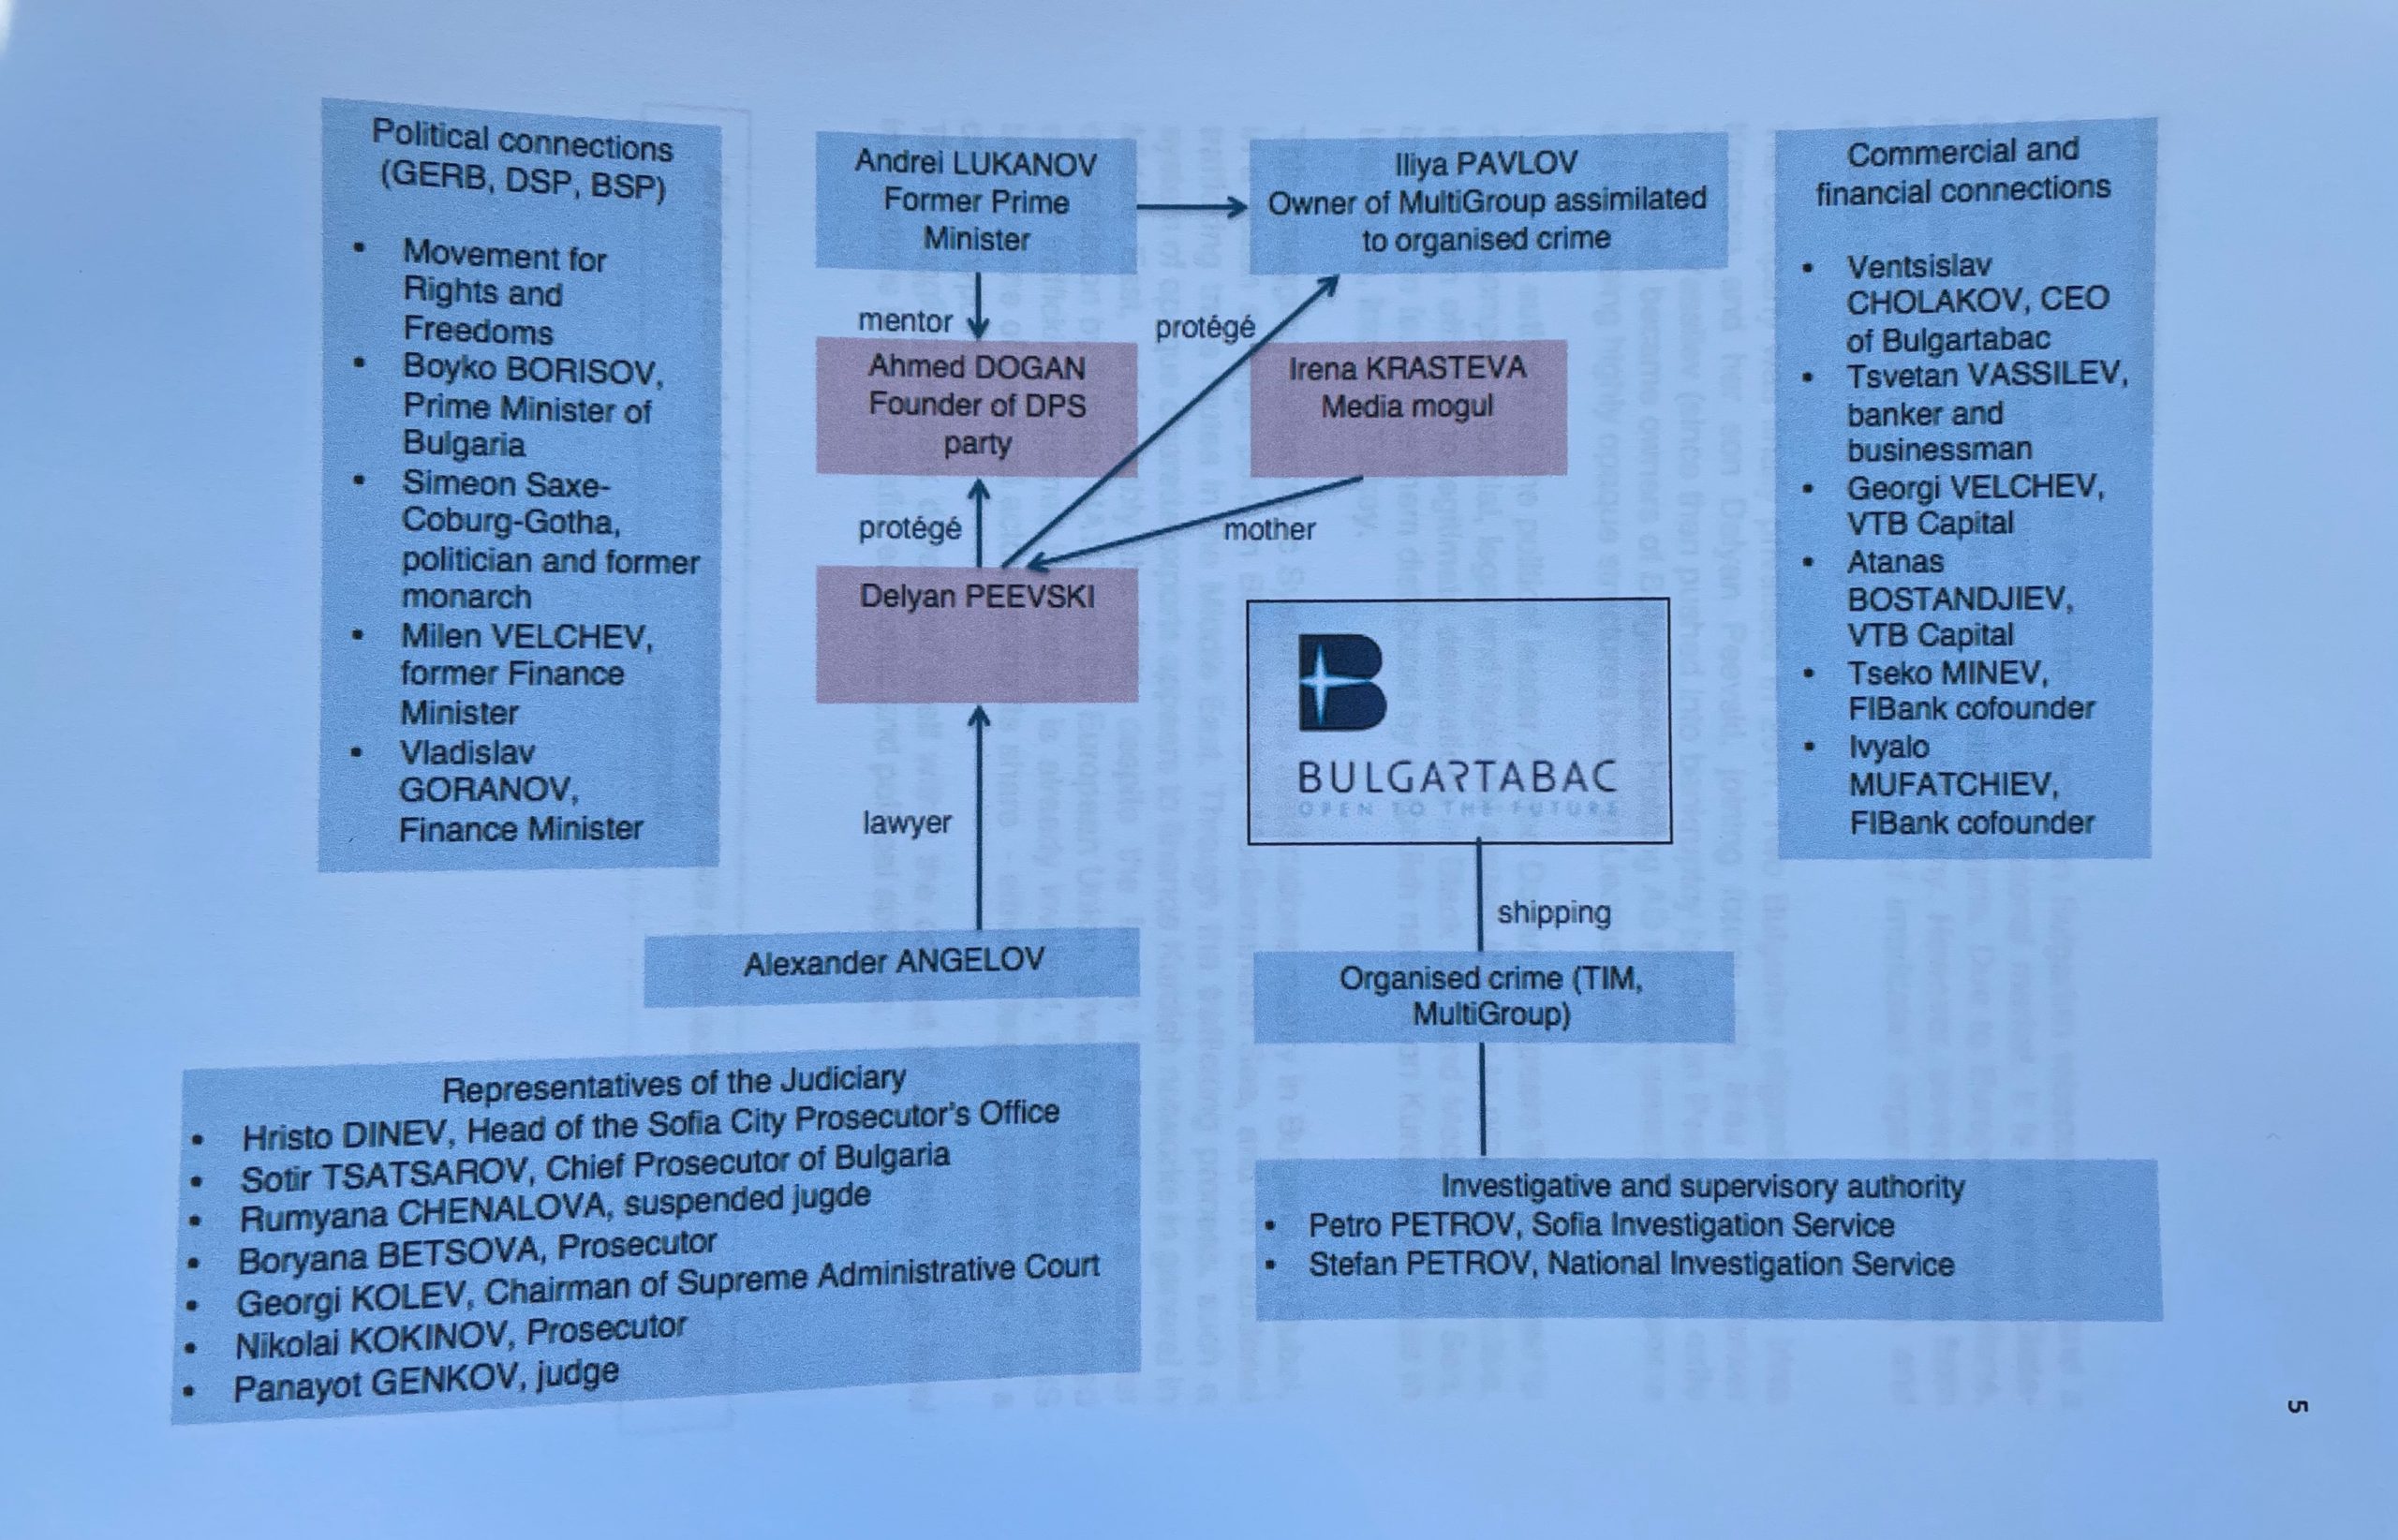 Political connections
(GERB, DSP, BSP)
• Movement for
Rights and
Freedoms
• Boyko BORISOV,
Prime Minister of
Bulgaria
• Simeon Saxe-
Coburg-Gotha,
politician and former
monarch
• Milen VELCHEV,
former Finance
Minister
• Vladislav
GORANOV,
Finance Minister
Andrei LUKANOV
Former Prime
Minister
Iliya PAVLOV
Owner of MultiGroup assimilated
to organised crime
mentor
protégé
Ahmed DOGAN
Founder of DPS
party
Irena KRASTEVA
Media mogul
protégé
mother
Delyan PEEVSKI
BULGARTABAC
OPEN TO THE FUTURE
lawyer
shipping
Alexander ANGELOV
Organised crime (TIM,
MultiGroup)
Commercial and
financial connections
• Ventsislav
CHOLAKOV, CEO
of Bulgartabac
• Tsvetan VASSILEV,
banker and
businessman
• Georgi VELCHEV,
VTB Capital
• Atanas
BOSTANDJIEV,
VTB Capital
• Tseko MINEV,
FIBank cofounder
• Ivyalo
MUFATCHIEV,
FIBank cofounder
Representatives of the Judiciary
• Hristo DINEV, Head of the Sofia City Prosecutor's Office
• Sotir TSATSAROV, Chief Prosecutor of Bulgaria
• Rumyana CHENALOVA, suspended jugde
• Boryana BETSOVA, Prosecutor
• Georgi KOLEV, Chairman of Supreme Administrative Court
• Nikolai KOKINOV, Prosecutor
• Panayot GENKOV, judge
Investigative and supervisory authority
• Petro PETROV, Sofia Investigation Service
• Stefan PETROV, National Investigation Service
5